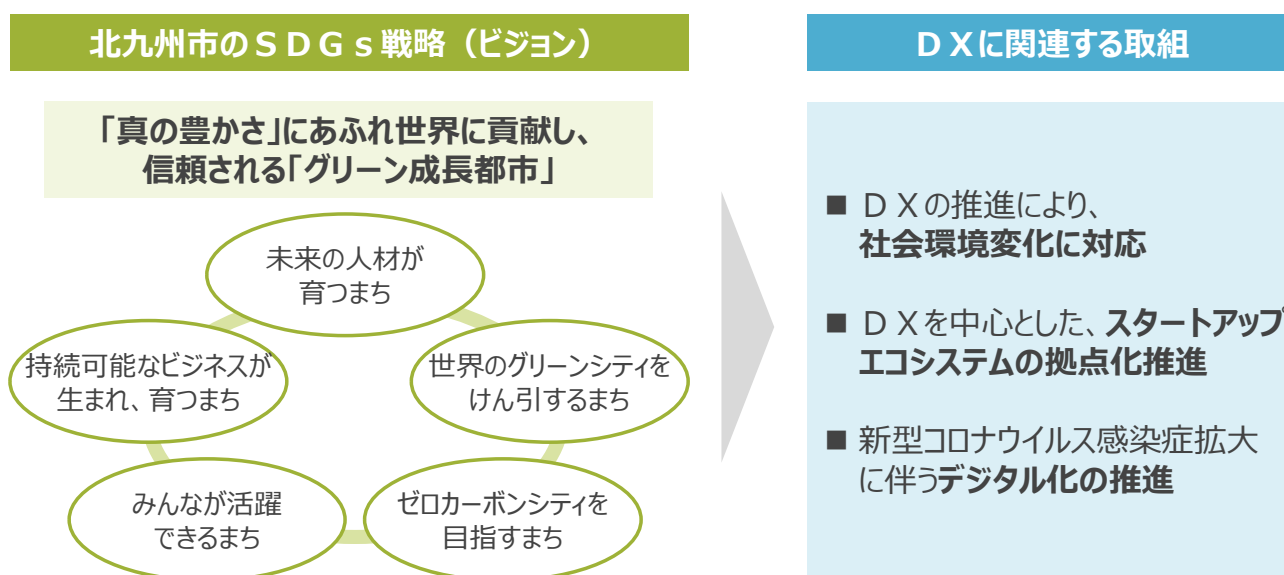 北九州市のＳＤＧｓ戦略（ビジョン）
「真の豊かさ」にあふれ世界に貢献し、
信頼される「グリーン成長都市」
未来の人材が
育つまち
持続可能なビジネスが
生まれ、育つまち
世界のグリーンシティを
けん引するまち
みんなが活躍
できるまち
ゼロカーボンシティを
目指すまち
ＤＸに関連する取組
■ ＤＸの推進により、
社会環境変化に対応
■ ＤＸを中心とした、スタートアップ
エコシステムの拠点化推進
■ 新型コロナウイルス感染症拡大
に伴うデジタル化の推進